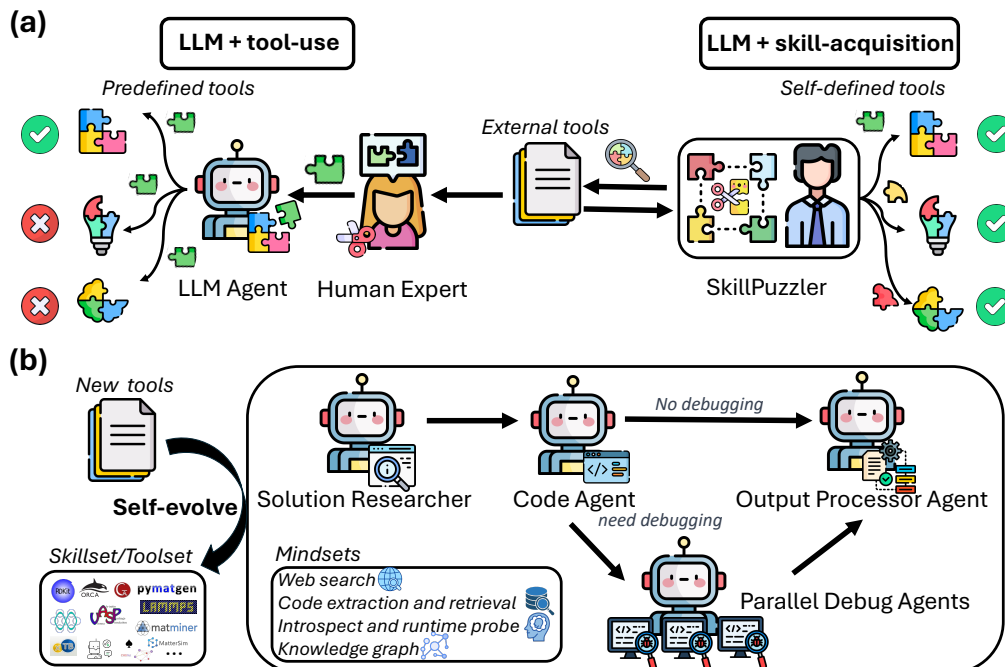 (a)
LLM + tool-use
LLM + skill-acquisition
Predefined tools
External tools
Self-defined tools
LLM Agent
Human Expert
SkillPuzzler
(b)
New tools
Self-evolve
Skillset/Toolset
RDKit
ORCA
pymatgen
VASP
LAMMPS
matminer
MatterSim
Solution Researcher
Code Agent
No debugging
Output Processor Agent
need debugging
Parallel Debug Agents
Mindsets
Web search
Code extraction and retrieval
Introspect and runtime probe
Knowledge graph